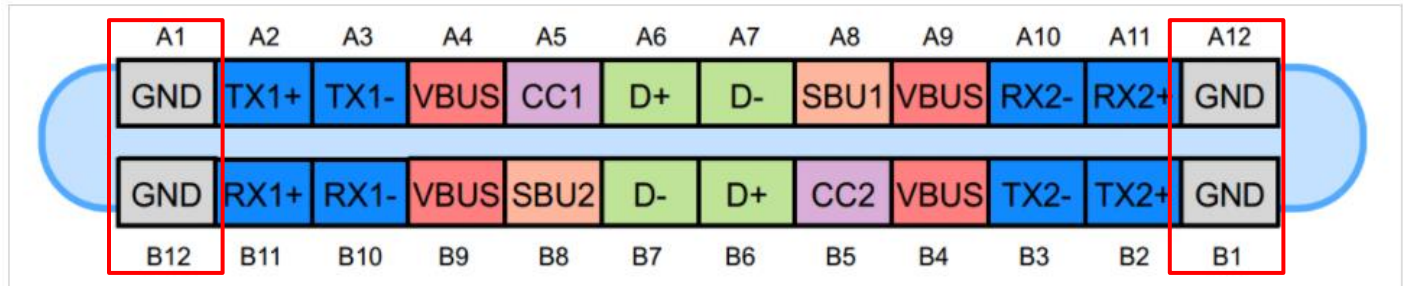 A1 A2 A3 A4 A5 A6 A7 A8 A9 A10 A11 A12
GND TX1+ TX1- VBUS CC1 D+ D- SBU1 VBUS RX2- RX2+ GND
GND RX1+ RX1- VBUS SBU2 D- D+ CC2 VBUS TX2- TX2+ GND
B12 B11 B10 B9 B8 B7 B6 B5 B4 B3 B2 B1